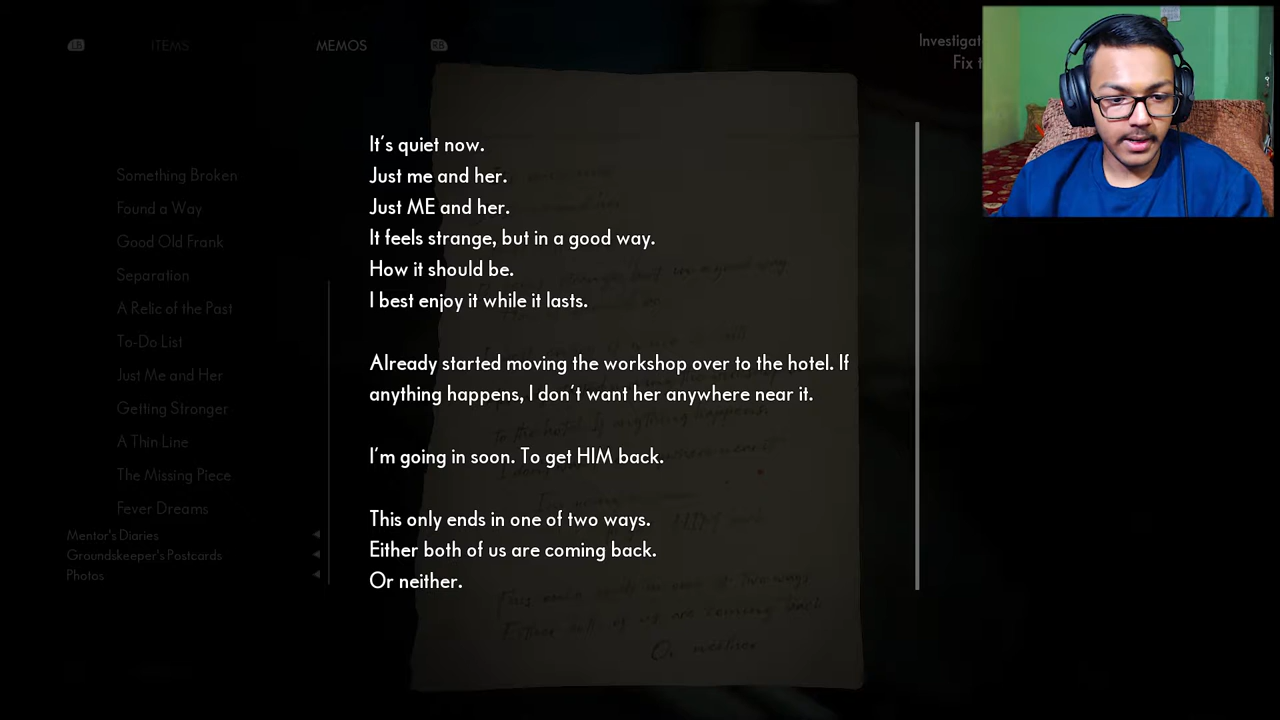 LB
ITEMS
MEMOS
RB
Investigat
Fix t
Something Broken
Found a Way
Good Old Frank
Separation
A Relic of the Past
To-Do List
Just Me and Her
Getting Stronger
A Thin Line
The Missing Piece
Fever Dreams
Mentor's Diaries
Groundskeeper's Postcards
Photos
It's quiet now.
Just me and her.
Just ME and her.
It feels strange, but in a good way.
How it should be.
I best enjoy it while it lasts.
Already started moving the workshop over to the hotel. If
anything happens, I don't want her anywhere near it.
I'm going in soon. To get HIM back.
This only ends in one of two ways.
Either both of us are coming back.
Or neither.